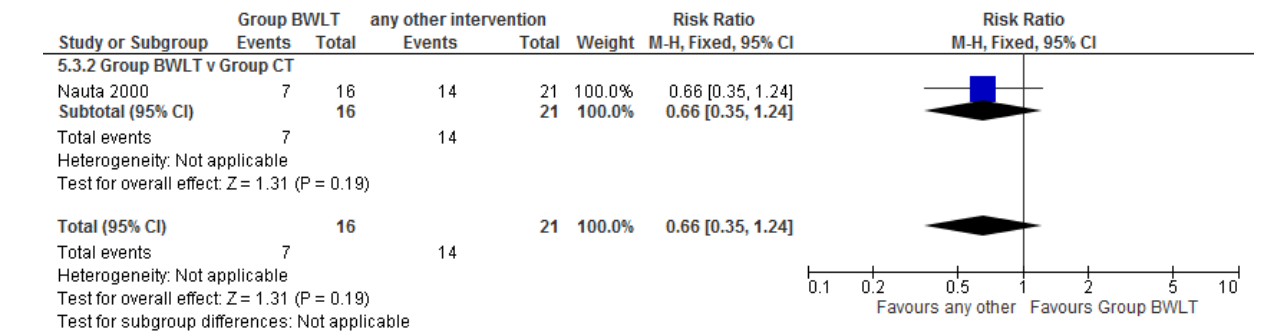 Group BWLT any other intervention Risk Ratio Risk Ratio
Study or Subgroup Events Total Events Total Weight M-H, Fixed, 95% CI M-H, Fixed, 95% CI
5.3.2 Group BWLT v Group CT
Nauta 2000 7 16 14 21 100.0% 0.66 [0.35, 1.24]
Subtotal (95% CI) 16 21 100.0% 0.66 [0.35, 1.24]
Total events 7 14
Heterogeneity: Not applicable
Test for overall effect: Z = 1.31 (P = 0.19)
Total (95% CI) 16 21 100.0% 0.66 [0.35, 1.24]
Total events 7 14
Heterogeneity: Not applicable
Test for overall effect: Z = 1.31 (P = 0.19)
Test for subgroup differences: Not applicable
0.1 0.2 0.5 1 2 5 10
Favours any other Favours Group BWLT